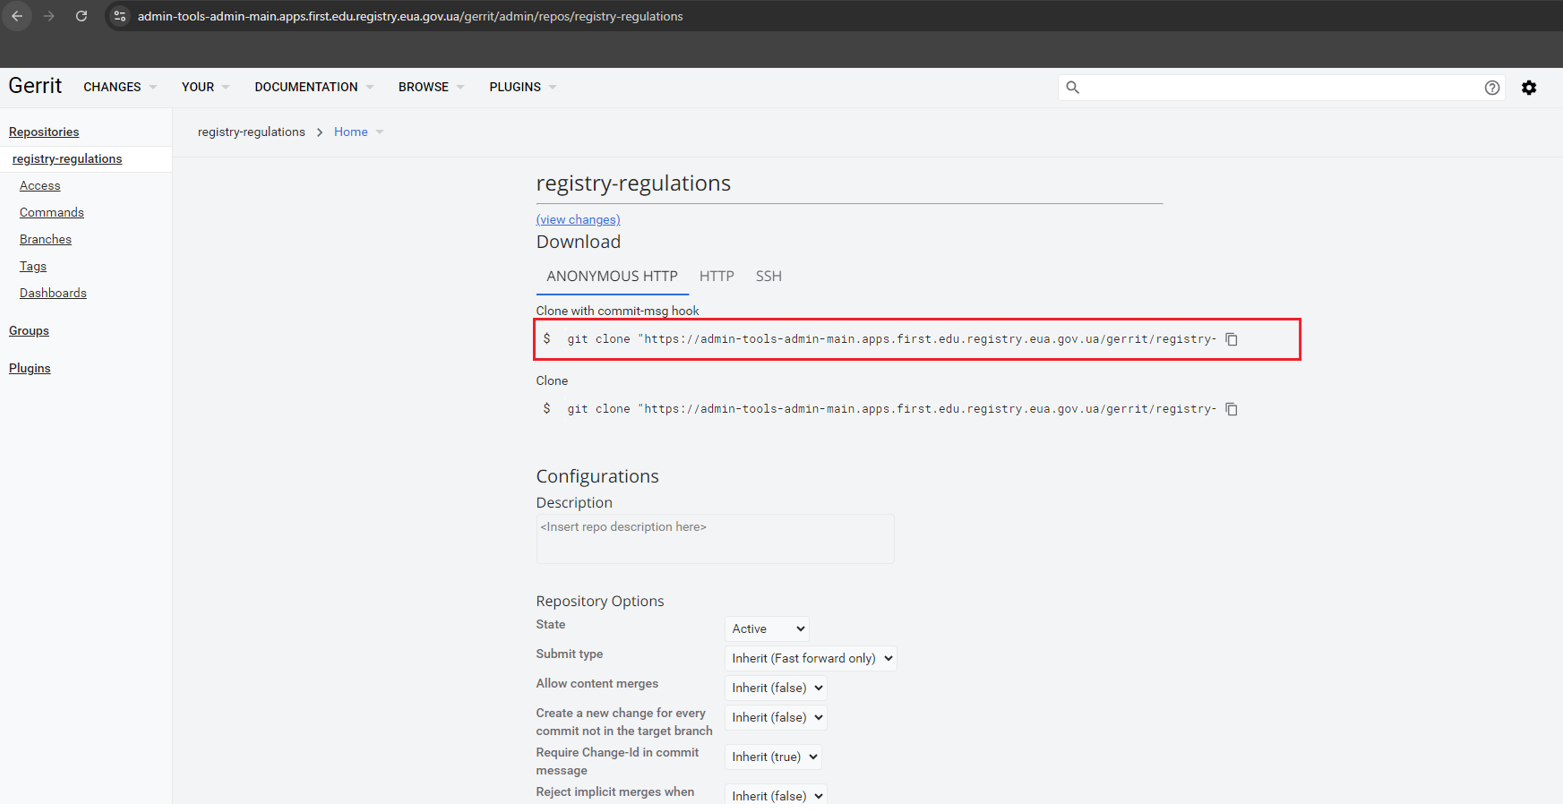 admin-tools-admin-main.apps.first.edu.registry.eua.gov.ua/gerrit/admin/repos/registry-regulations
Gerrit CHANGES YOUR DOCUMENTATION BROWSE PLUGINS
Repositories
registry-regulations
Access
Commands
Branches
Tags
Dashboards
Groups
Plugins
registry-regulations > Home
registry-regulations
(view changes)
Download
ANONYMOUS HTTP HTTP SSH
Clone with commit-msg hook
$ git clone "https://admin-tools-admin-main.apps.first.edu.registry.eua.gov.ua/gerrit/registry-
Clone
$ git clone "https://admin-tools-admin-main.apps.first.edu.registry.eua.gov.ua/gerrit/registry-
Configurations
Description
<Insert repo description here>
Repository Options
State Active
Submit type Inherit (Fast forward only)
Allow content merges Inherit (false)
Create a new change for every
commit not in the target branch Inherit (false)
Require Change-Id in commit
message Inherit (true)
Reject implicit merges when Inherit (false)